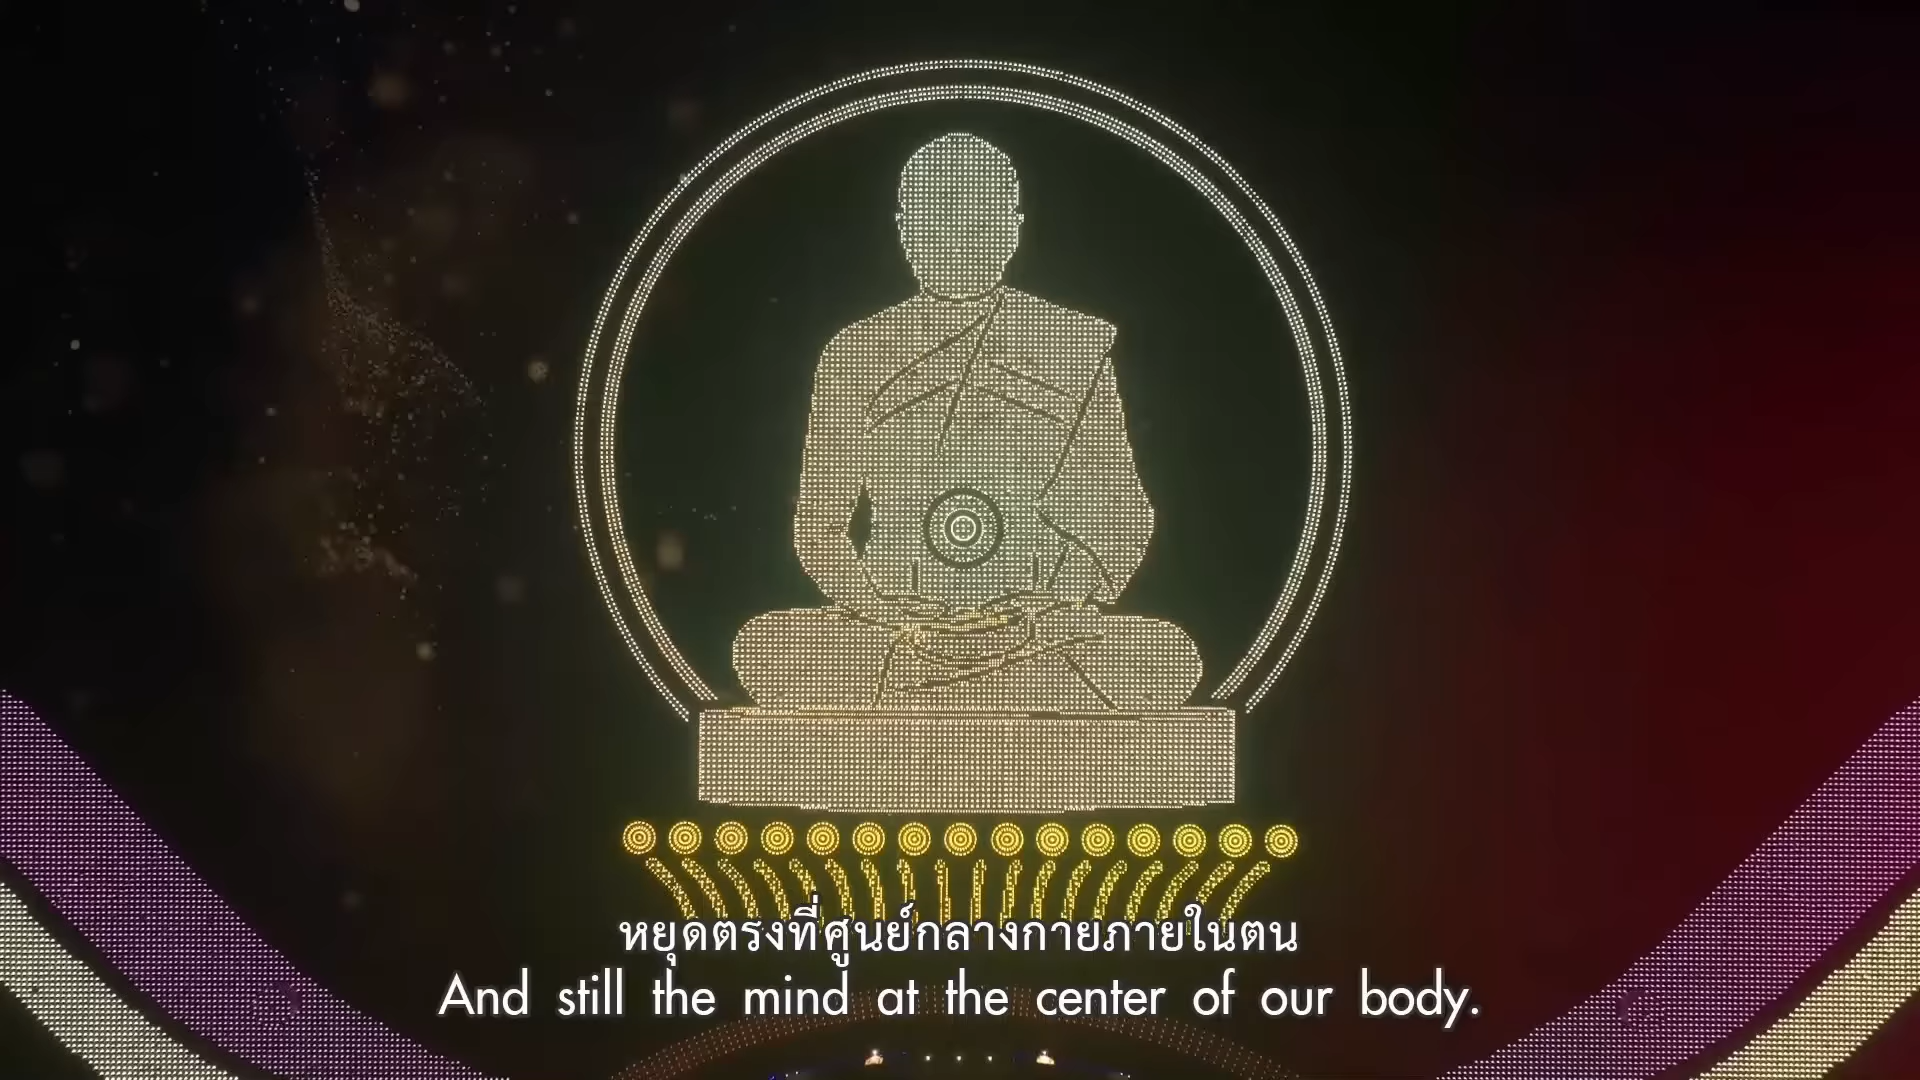 หยุดตรงที่ศูนย์กลางกายภายในตน
And still the mind at the center of our body.